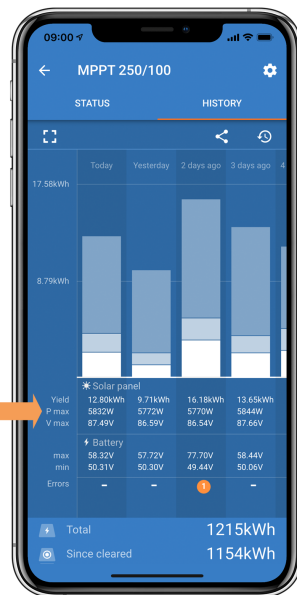 09:00
MPPT 250/100
STATUS HISTORY
Today Yesterday 2 days ago 3 days ago 4
17.58kWh
8.79kWh
Solar panel
Yield 12.80kWh 9.71kWh 16.18kWh 13.65kWh
P max 5832W 5772W 5770W 5844W
V max 87.49V 86.59V 86.54V 87.66V
Battery
max 58.32V 57.72V 77.70V 58.44V
min 50.31V 50.30V 49.44V 50.06V
Errors – – 1 –
Total 1215kWh
Since cleared 1154kWh